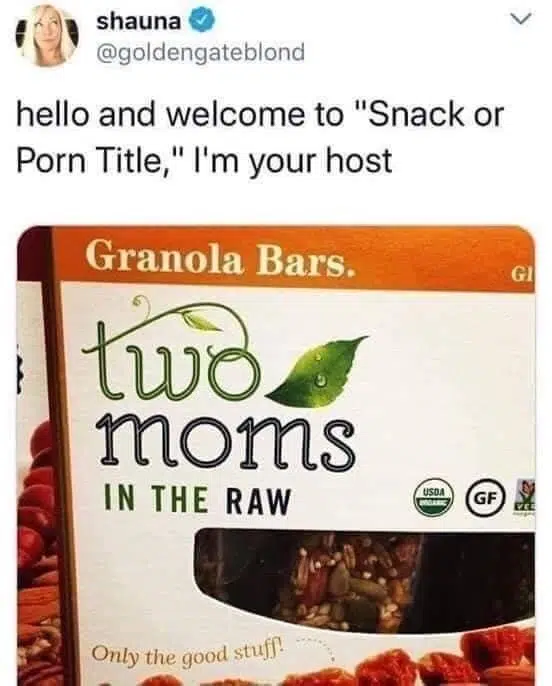 shauna
@goldengateblond
hello and welcome to "Snack or
Porn Title," I'm your host
Granola Bars.
two
moms
IN THE RAW
USDA
ORGANIC
GF
Only the good stuff!